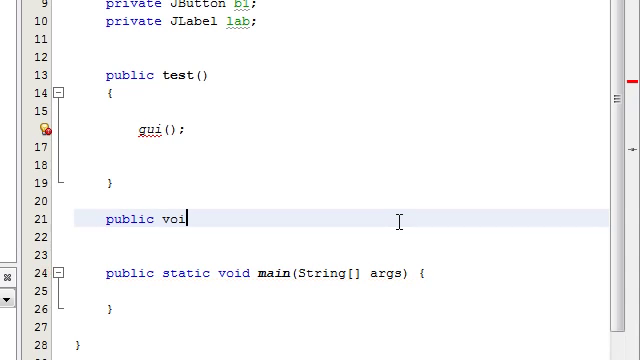 9 private JButton b1;
10 private JLabel lab;
11
12
13 public test()
14 {
15
gui();
17
18
19 }
20
21 public voi
22
23
24 public static void main(String[] args) {
25
26 }
27
28 }